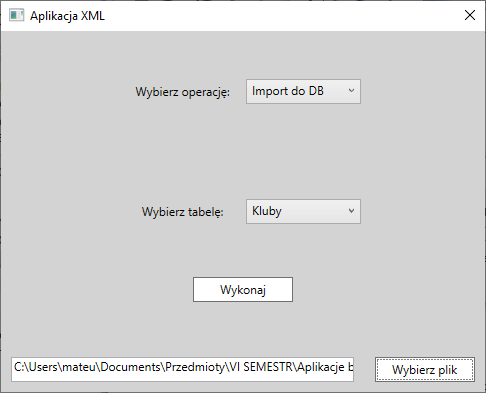 Aplikacja XML
Wybierz operację: Import do DB
Wybierz tabelę: Kluby
Wykonaj
C:\Users\mateu\Documents\Przedmioty\VI SEMESTR\Aplikacje b
Wybierz plik